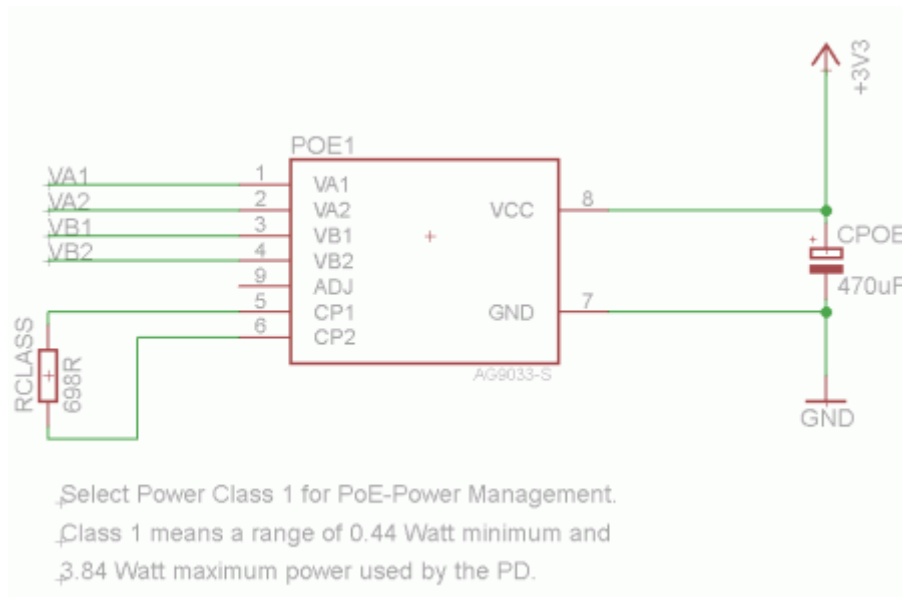 +3V3
POE1
VA1 1 VA1
VA2 2 VA2 VCC 8
VB1 3 VB1
VB2 4 VB2
9 ADJ
5 CP1 GND 7
6 CP2
+ CPOE
470uF
AG9033-S
RCLASS
698R
GND
Select Power Class 1 for PoE-Power Management.
Class 1 means a range of 0.44 Watt minimum and
3.84 Watt maximum power used by the PD.